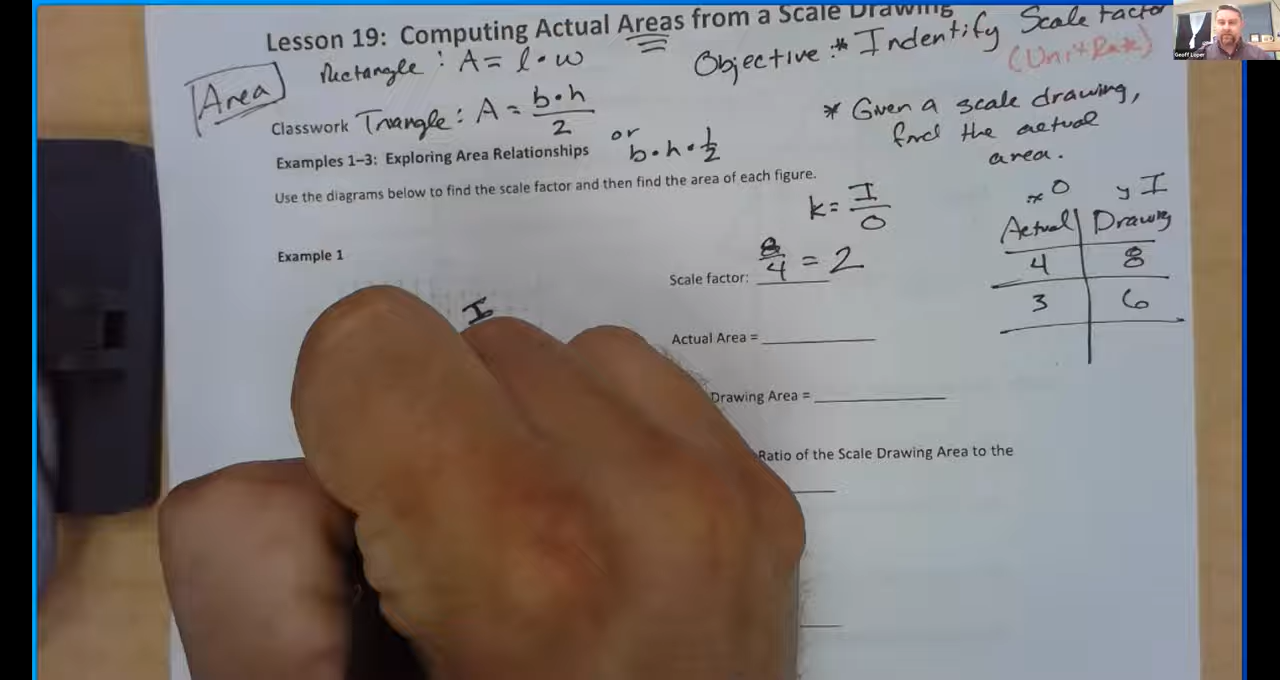 Lesson 19: Computing Actual Areas from a Scale Drawing
Area
Rectangle: A = l • w
Objective: * Indentify Scale factor
(Unit Rate)
Classwork
Triangle: A = b•h/2
or
b•h•1/2
* Given a scale drawing,
find the actual
area.
Examples 1–3: Exploring Area Relationships
Use the diagrams below to find the scale factor and then find the area of each figure.
k = I/O
x O y I
Actual Drawing
4 8
3 6
Example 1
Scale factor: 8/4 = 2
I
Actual Area =
Drawing Area =
Ratio of the Scale Drawing Area to the
Geoff Loper